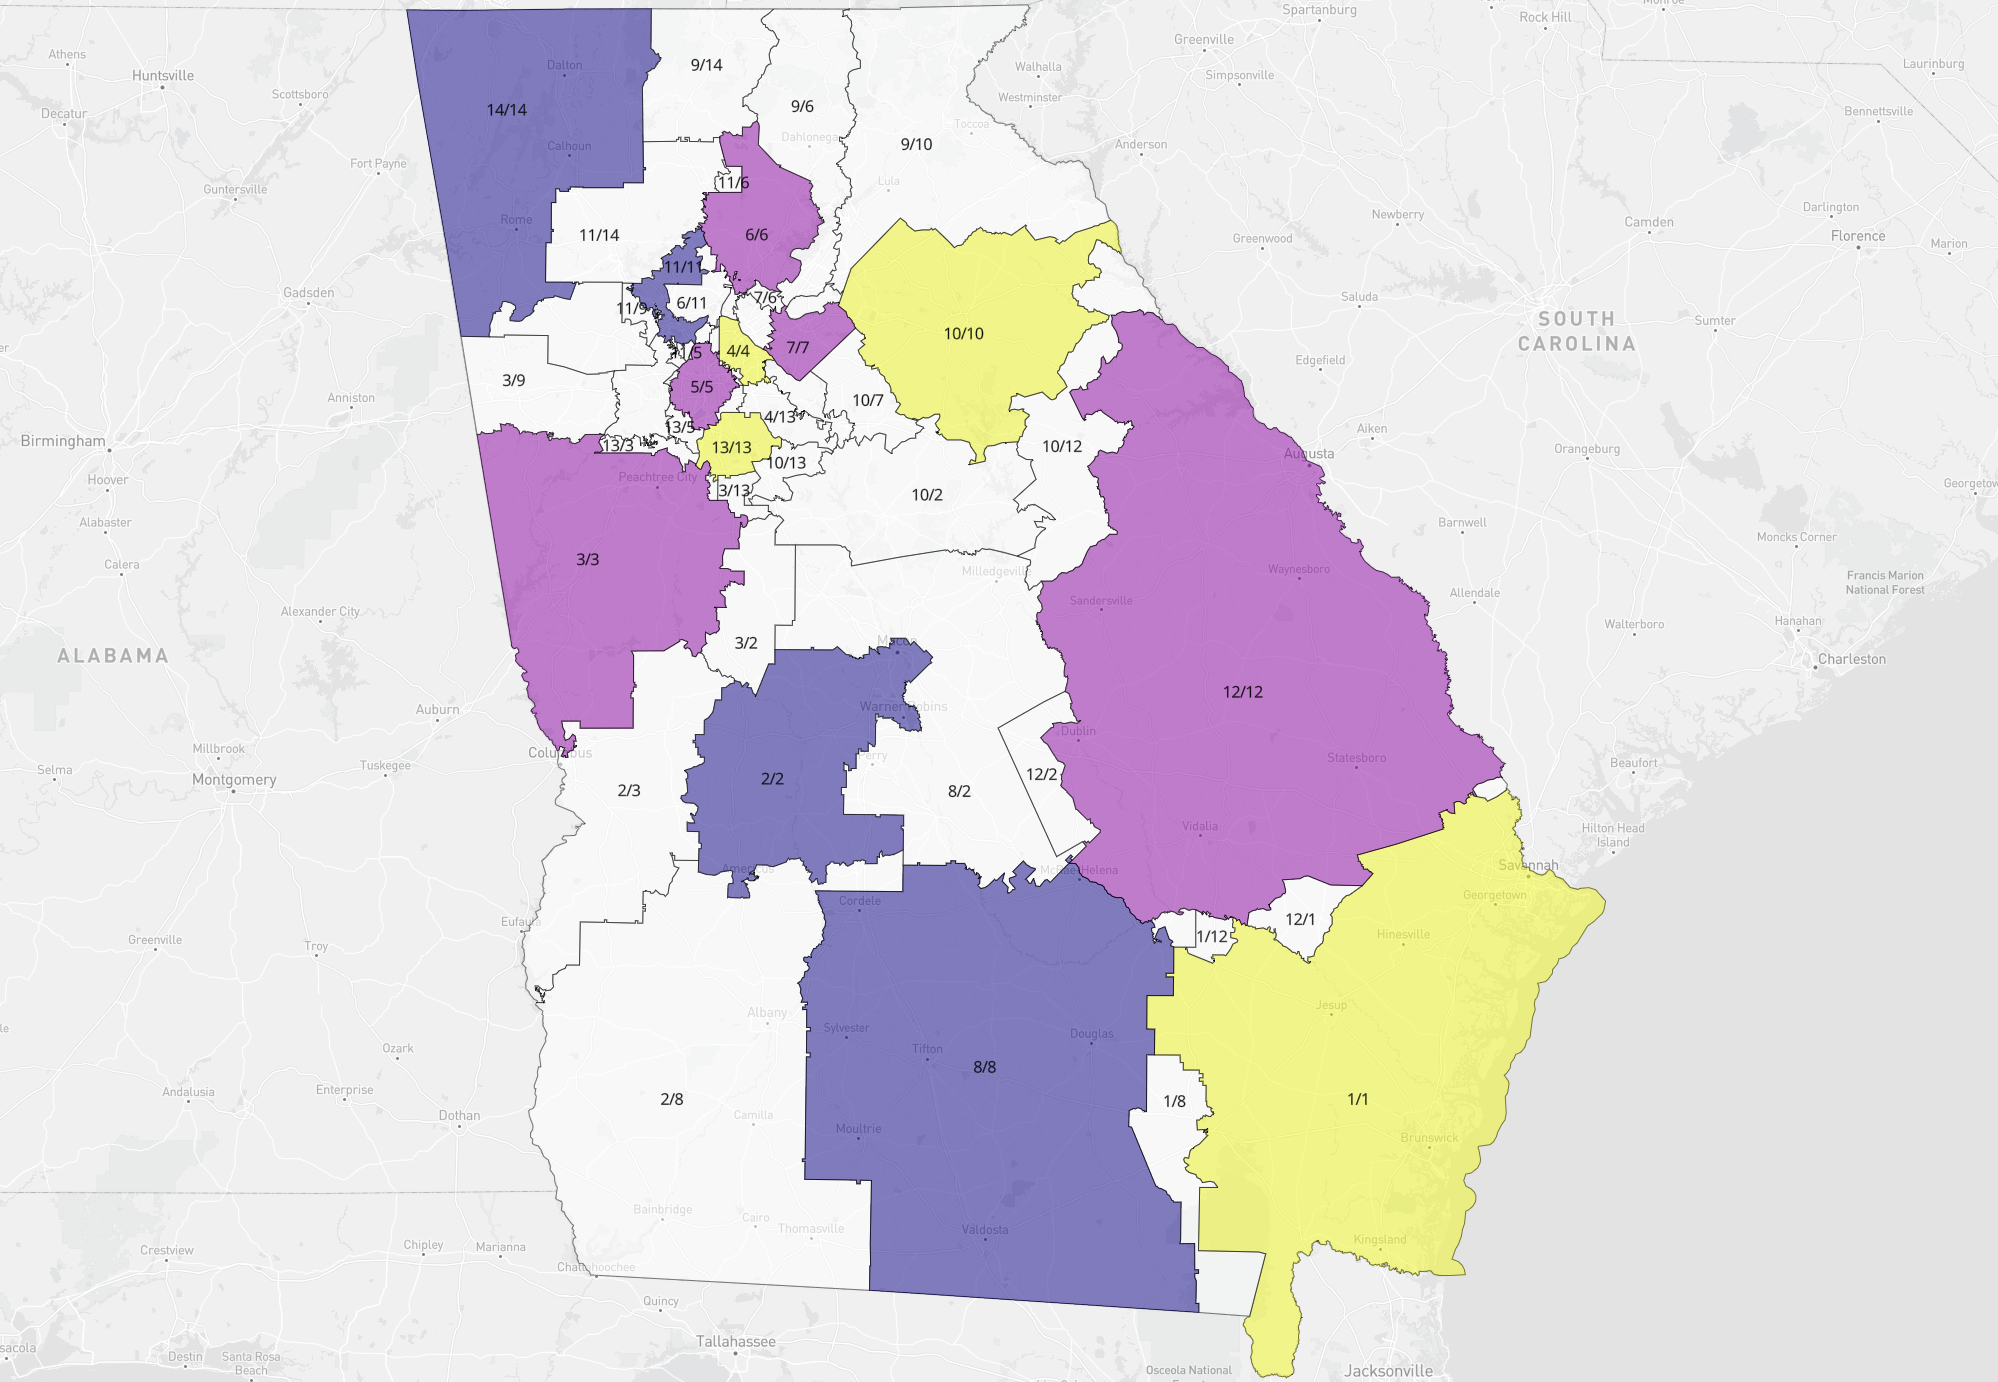 Spartanburg
Rock Hill
Athens
Huntsville
Dalton
9/14
Greenville
Walhalla
Simpsonville
Laurinburg
Scottsboro
Decatur
14/14
9/6
Westminster
Bennettsville
Toccoa
Dahlonega
9/10
Anderson
Calhoun
Fort Payne
Guntersville
11/6
Lula
Newberry
Darlington
Rome
Camden
Florence
11/14
6/6
Greenwood
Marion
11/11
Gadsden
7/6
6/11
11/9
Saluda
SOUTH
CAROLINA
Sumter
10/10
7/7
4/4
Edgefield
3/9
5/5
Anniston
10/7
4/13
13/5
Aiken
Birmingham
13/3
13/13
10/12
Orangeburg
Augusta
10/13
Hoover
Peachtree City
3/13
10/2
Alabaster
Barnwell
Moncks Corner
3/3
Calera
Milledgeville
Waynesboro
Francis Marion
National Forest
Allendale
Sandersville
Alexander City
Hanahan
Walterboro
3/2
Macon
ALABAMA
Charleston
12/12
Auburn
Warner Robins
Dublin
Millbrook
Columbus
Perry
Statesboro
Selma
Tuskegee
Beaufort
Montgomery
2/2
12/2
2/3
8/2
Vidalia
Hilton Head
Island
Americus
McRae-Helena
Savannah
Cordele
Georgetown
Eufaula
12/1
1/12
Hinesville
Greenville
Troy
Albany
Jesup
Sylvester
Douglas
Ozark
Tifton
8/8
Andalusia
Enterprise
2/8
1/8
1/1
Dothan
Camilla
Moultrie
Brunswick
Bainbridge
Cairo
Thomasville
Valdosta
Kingsland
Crestview
Chipley
Marianna
Chattahoochee
Quincy
Tallahassee
Destin
Santa Rosa
Beach
Osceola National
Jacksonville